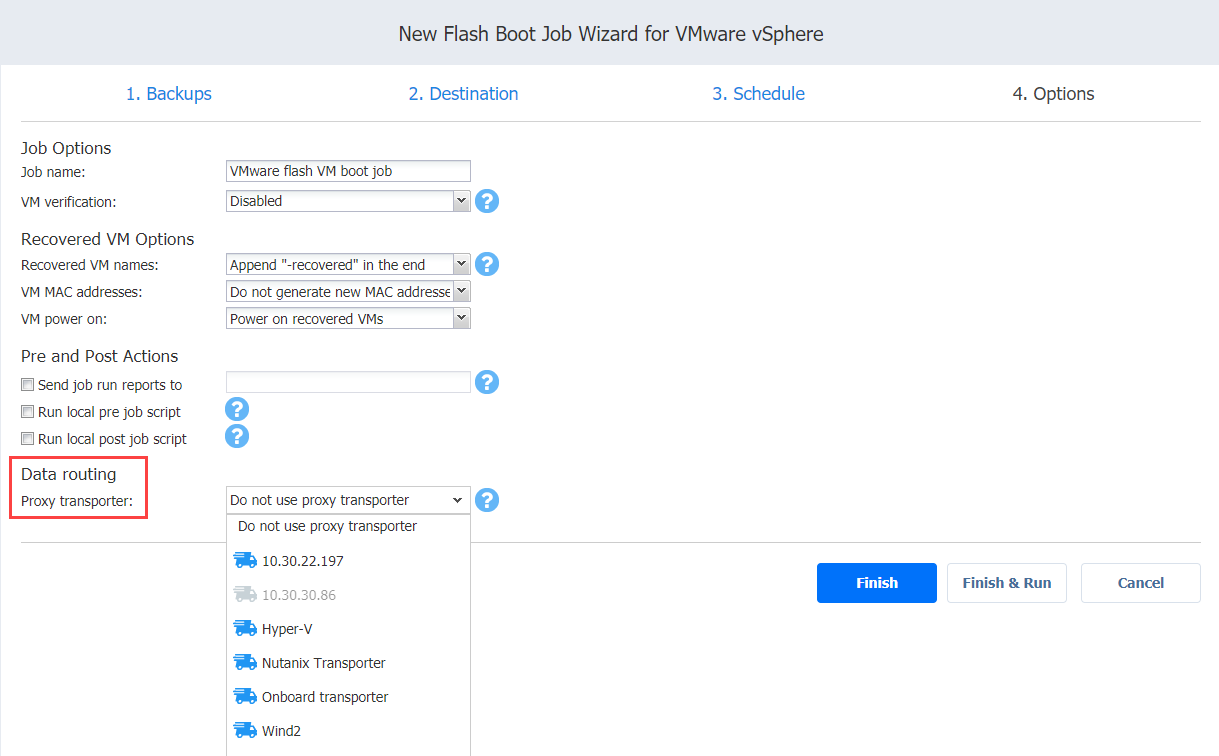 New Flash Boot Job Wizard for VMware vSphere
1. Backups 2. Destination 3. Schedule 4. Options
Job Options
Job name: VMware flash VM boot job
VM verification: Disabled ?
Recovered VM Options
Recovered VM names: Append "-recovered" in the end ?
VM MAC addresses: Do not generate new MAC addresse
VM power on: Power on recovered VMs
Pre and Post Actions
Send job run reports to ?
Run local pre job script ?
Run local post job script ?
Data routing
Proxy transporter: Do not use proxy transporter ?
Do not use proxy transporter
10.30.22.197
10.30.30.86
Hyper-V
Nutanix Transporter
Onboard transporter
Wind2
Finish Finish & Run Cancel